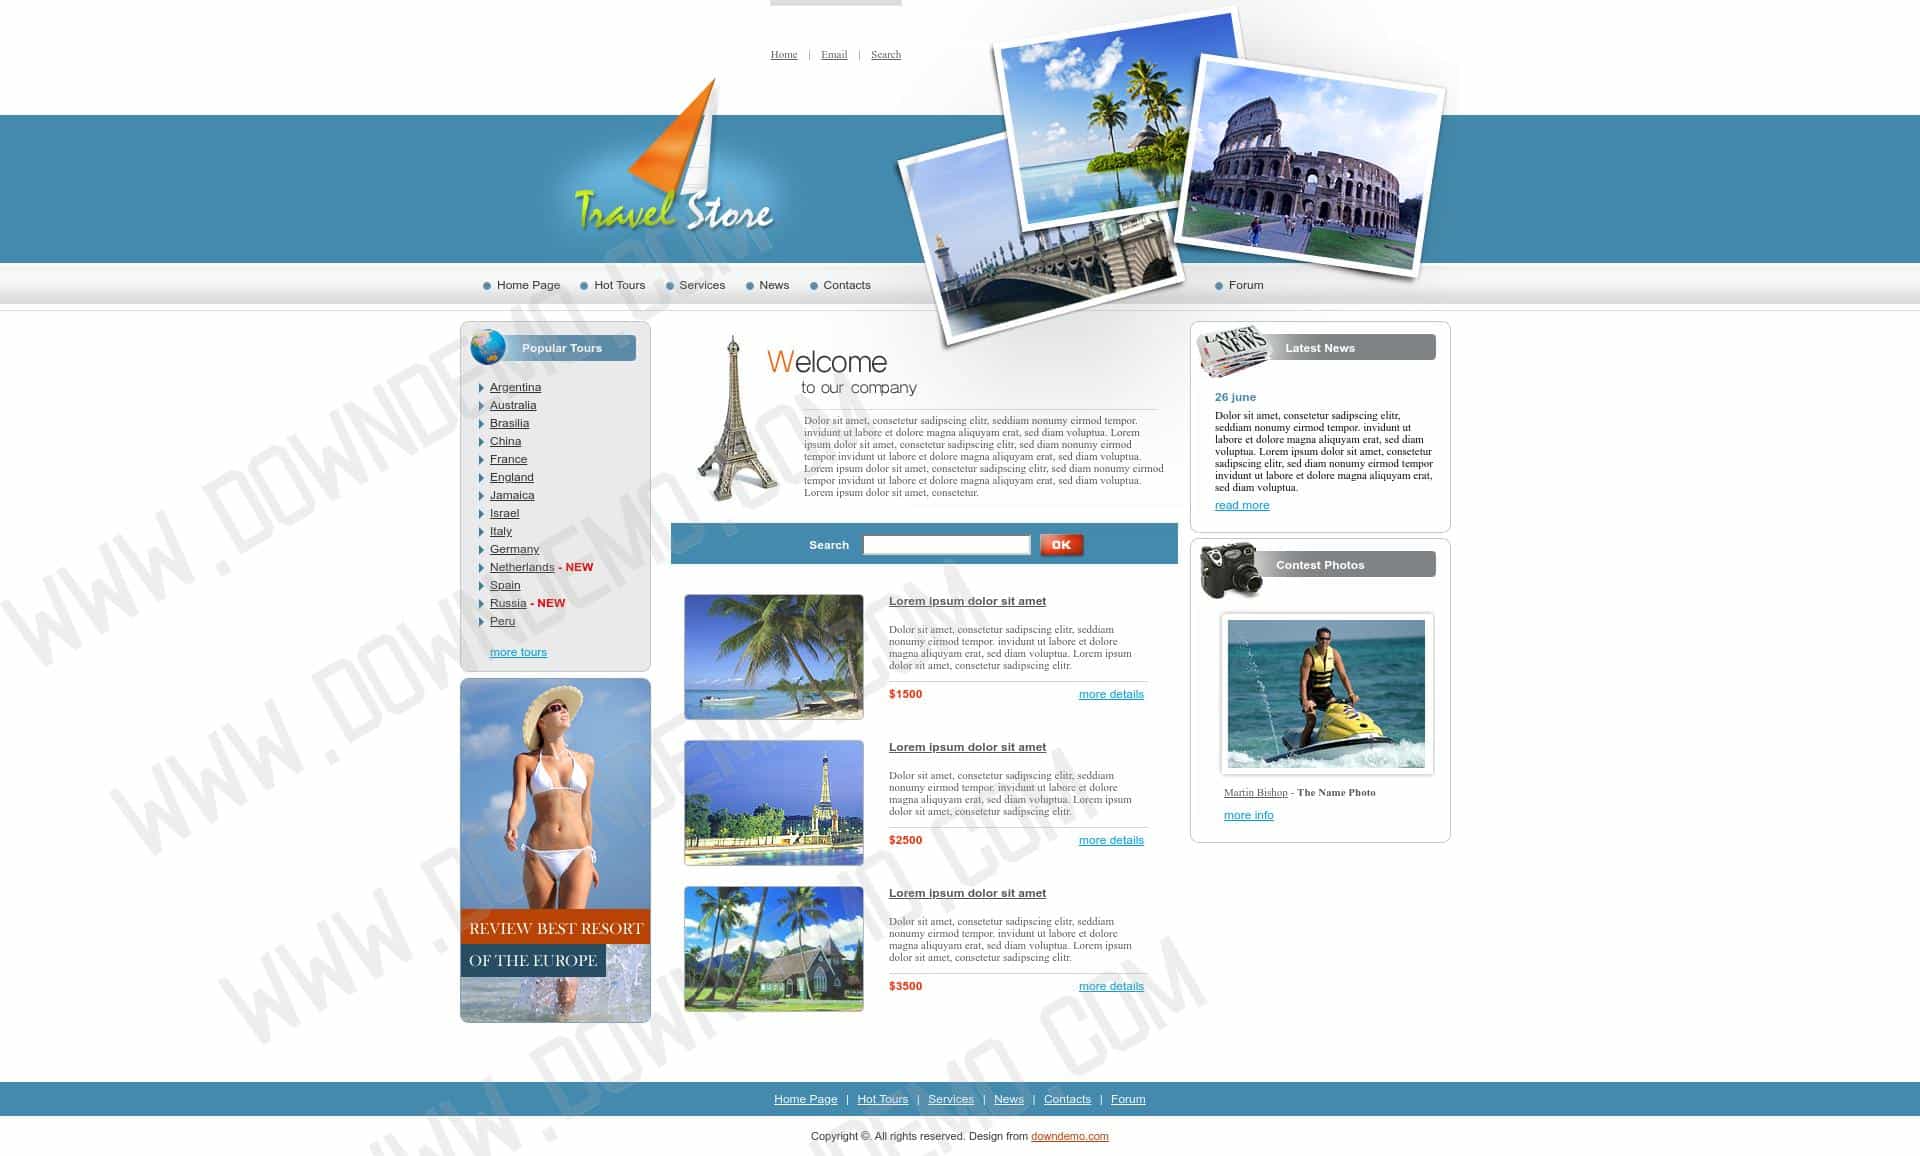 Home | Email | Search
Travel Store
Home Page
Hot Tours
Services
News
Contacts
Forum
Popular Tours
Argentina
Australia
Brasilia
China
France
England
Jamaica
Israel
Italy
Germany
Netherlands - NEW
Spain
Russia - NEW
Peru
more tours
REVIEW BEST RESORT
OF THE EUROPE
Welcome
to our company
Dolor sit amet, consetetur sadipscing elitr, seddiam nonumy eirmod tempor.
invidunt ut labore et dolore magna aliquyam erat, sed diam voluptua. Lorem
ipsum dolor sit amet, consetetur sadipscing elitr, sed diam nonumy eirmod
tempor invidunt ut labore et dolore magna aliquyam erat, sed diam voluptua.
Lorem ipsum dolor sit amet, consetetur sadipscing elitr, sed diam nonumy eirmod
tempor invidunt ut labore et dolore magna aliquyam erat, sed diam voluptua.
Lorem ipsum dolor sit amet, consetetur.
Search
OK
Lorem ipsum dolor sit amet
Dolor sit amet, consetetur sadipscing elitr, seddiam
nonumy eirmod tempor. invidunt ut labore et dolore
magna aliquyam erat, sed diam voluptua. Lorem ipsum
dolor sit amet, consetetur sadipscing elitr.
$1500 more details
Lorem ipsum dolor sit amet
Dolor sit amet, consetetur sadipscing elitr, seddiam
nonumy eirmod tempor. invidunt ut labore et dolore
magna aliquyam erat, sed diam voluptua. Lorem ipsum
dolor sit amet, consetetur sadipscing elitr.
$2500 more details
Lorem ipsum dolor sit amet
Dolor sit amet, consetetur sadipscing elitr, seddiam
nonumy eirmod tempor. invidunt ut labore et dolore
magna aliquyam erat, sed diam voluptua. Lorem ipsum
dolor sit amet, consetetur sadipscing elitr.
$3500 more details
LATEST NEWS
Latest News
26 june
Dolor sit amet, consetetur sadipscing elitr,
seddiam nonumy eirmod tempor. invidunt ut
labore et dolore magna aliquyam erat, sed diam
voluptua. Lorem ipsum dolor sit amet, consetetur
sadipscing elitr, sed diam nonumy eirmod tempor
invidunt ut labore et dolore magna aliquyam erat,
sed diam voluptua.
read more
Contest Photos
Martin Bishop - The Name Photo
more info
Home Page | Hot Tours | Services | News | Contacts | Forum
Copyright ©. All rights reserved. Design from downdemo.com
WWW.DOWNDEMO.COM
WWW.DOWNDEMO.COM
WWW.DOWNDEMO.COM
WWW.DOWNDEMO.COM
DEMO.COM